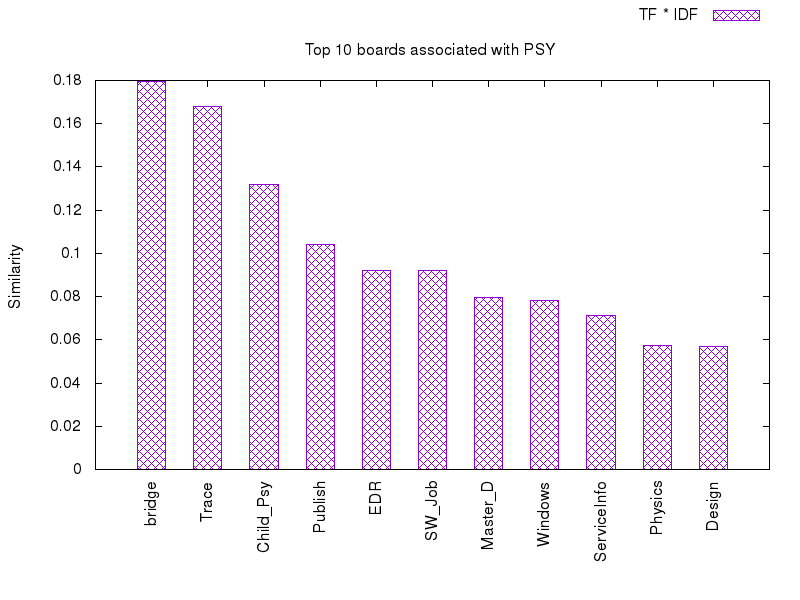 TF * IDF
Top 10 boards associated with PSY
0.18
0.16
0.14
0.12
0.1
0.08
0.06
0.04
0.02
0
Similarity
bridge
Trace
Child_Psy
Publish
EDR
SW_Job
Master_D
Windows
ServiceInfo
Physics
Design